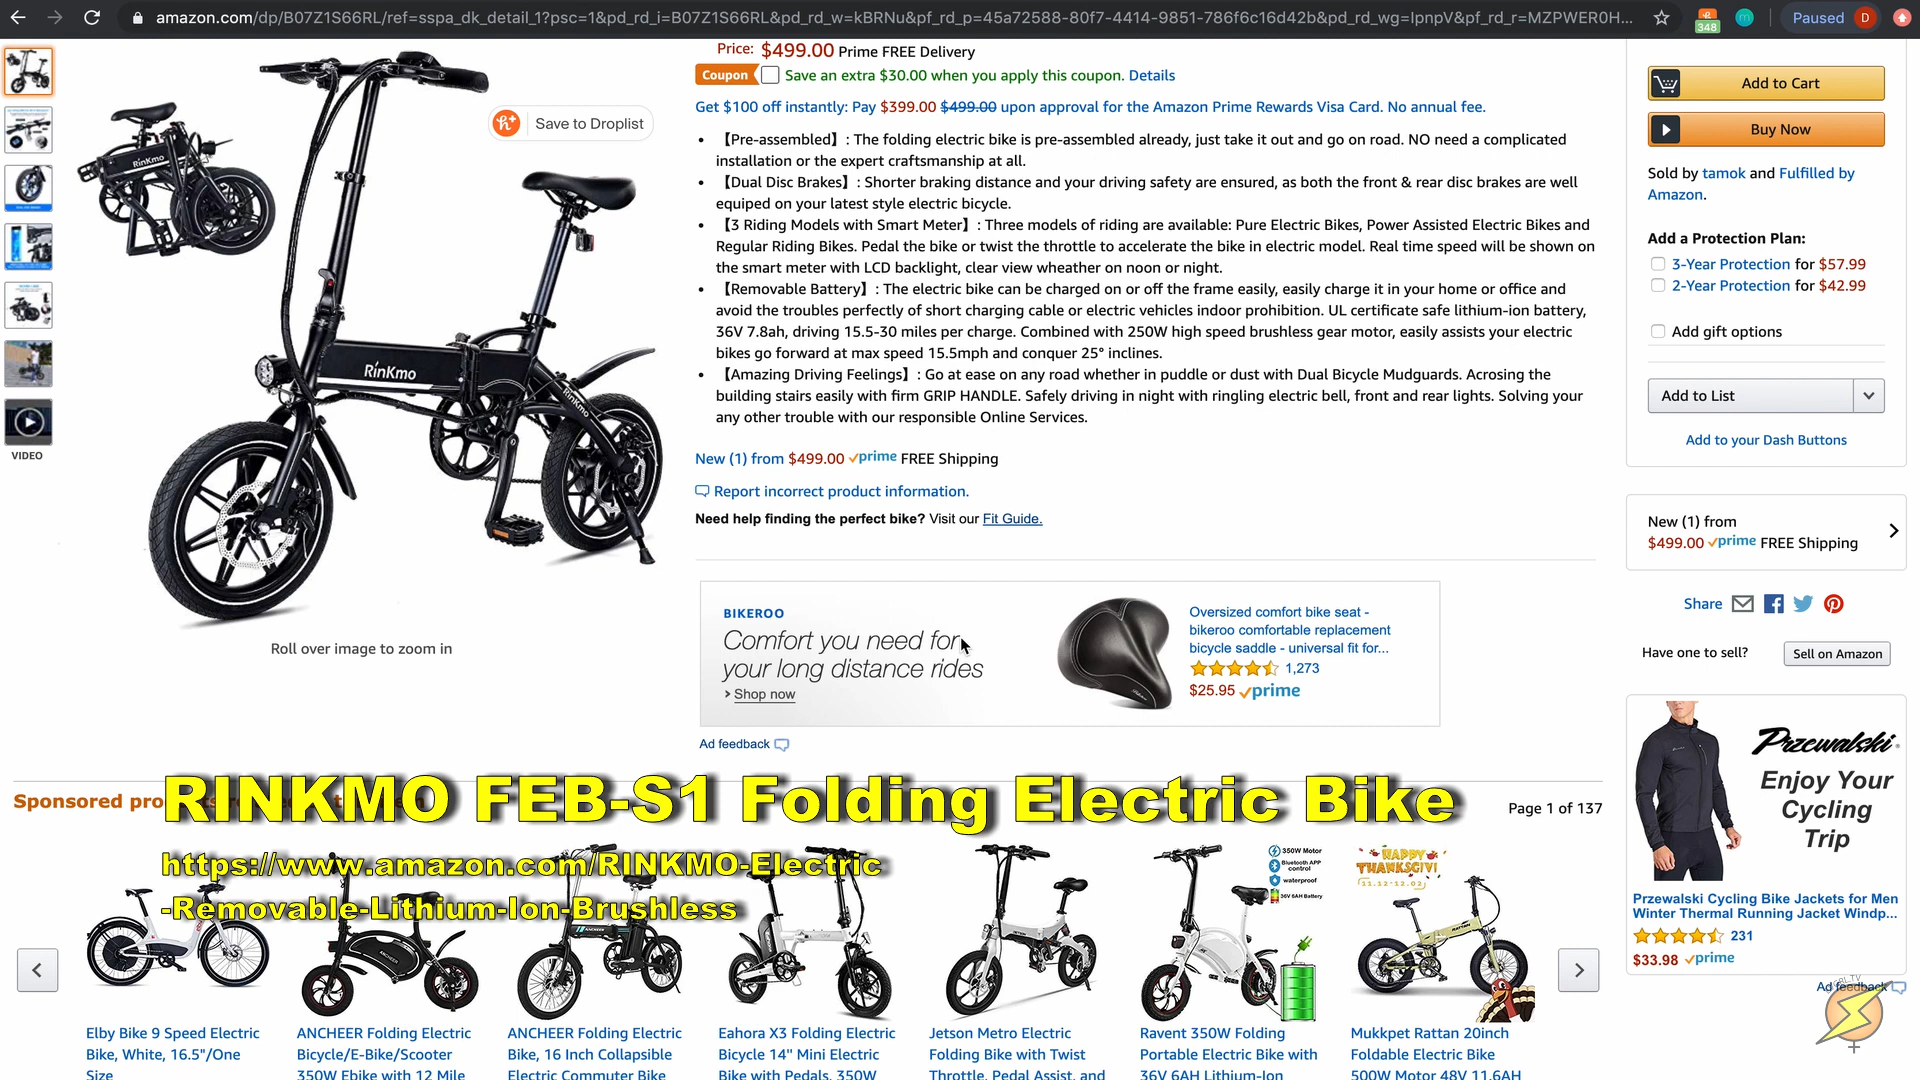 amazon.com/dp/B07Z1S66RL/ref=sspa_dk_detail_1?psc=1&pd_rd_i=B07Z1S66RL&pd_rd_w=kBRNu&pf_rd_p=45a72588-80f7-4414-9851-786f6c16d42b&pd_rd_wg=IpnpV&pf_rd_r=MZPWER0H...
348
Paused
D
Price: $499.00 Prime FREE Delivery
Coupon Save an extra $30.00 when you apply this coupon. Details
Get $100 off instantly: Pay $399.00 $499.00 upon approval for the Amazon Prime Rewards Visa Card. No annual fee.
• 【Pre-assembled】: The folding electric bike is pre-assembled already, just take it out and go on road. NO need a complicated
installation or the expert craftsmanship at all.
• 【Dual Disc Brakes】: Shorter braking distance and your driving safety are ensured, as both the front & rear disc brakes are well
equiped on your latest style electric bicycle.
• 【3 Riding Models with Smart Meter】: Three models of riding are available: Pure Electric Bikes, Power Assisted Electric Bikes and
Regular Riding Bikes. Pedal the bike or twist the throttle to accelerate the bike in electric model. Real time speed will be shown on
the smart meter with LCD backlight, clear view wheather on noon or night.
• 【Removable Battery】: The electric bike can be charged on or off the frame easily, easily charge it in your home or office and
avoid the troubles perfectly of short charging cable or electric vehicles indoor prohibition. UL certificate safe lithium-ion battery,
36V 7.8ah, driving 15.5-30 miles per charge. Combined with 250W high speed brushless gear motor, easily assists your electric
bikes go forward at max speed 15.5mph and conquer 25° inclines.
• 【Amazing Driving Feelings】: Go at ease on any road whether in puddle or dust with Dual Bicycle Mudguards. Acrosing the
building stairs easily with firm GRIP HANDLE. Safely driving in night with ringling electric bell, front and rear lights. Solving your
any other trouble with our responsible Online Services.
New (1) from $499.00 prime FREE Shipping
Report incorrect product information.
Need help finding the perfect bike? Visit our Fit Guide.
h+ Save to Droplist
RinKmo
RinKmo
RinKmo
VIDEO
Roll over image to zoom in
BIKEROO
Comfort you need for
your long distance rides
› Shop now
Oversized comfort bike seat -
bikeroo comfortable replacement
bicycle saddle - universal fit for...
1,273
$25.95 prime
Ad feedback
Add to Cart
Buy Now
Sold by tamok and Fulfilled by
Amazon.
Add a Protection Plan:
3-Year Protection for $57.99
2-Year Protection for $42.99
Add gift options
Add to List
Add to your Dash Buttons
New (1) from
$499.00 prime FREE Shipping
Share
Have one to sell?
Sell on Amazon
Przewalski
Enjoy Your
Cycling
Trip
Przewalski Cycling Bike Jackets for Men
Winter Thermal Running Jacket Windp...
231
$33.98 prime
Ad feedback
Sponsored
RINKMO FEB-S1 Folding Electric Bike
Page 1 of 137
https://www.amazon.com/RINKMO-Electric
-Removable-Lithium-Ion-Brushless
ANCHEER
ANCHEER
350W Motor
Bluetooth APP
control
waterproof
36V 6AH Battery
HAPPY
THANKSGIVI
11.12-12.02
Elby Bike 9 Speed Electric
Bike, White, 16.5"/One
Size
ANCHEER Folding Electric
Bicycle/E-Bike/Scooter
350W Ebike with 12 Mile
ANCHEER Folding Electric
Bike, 16 Inch Collapsible
Electric Commuter Bike
Eahora X3 Folding Electric
Bicycle 14" Mini Electric
Bike with Pedals, 350W
Jetson Metro Electric
Folding Bike with Twist
Throttle, Pedal Assist, and
Ravent 350W Folding
Portable Electric Bike with
36V 6AH Lithium-Ion
Mukkpet Rattan 20inch
Foldable Electric Bike
500W Motor 48V 11.6AH